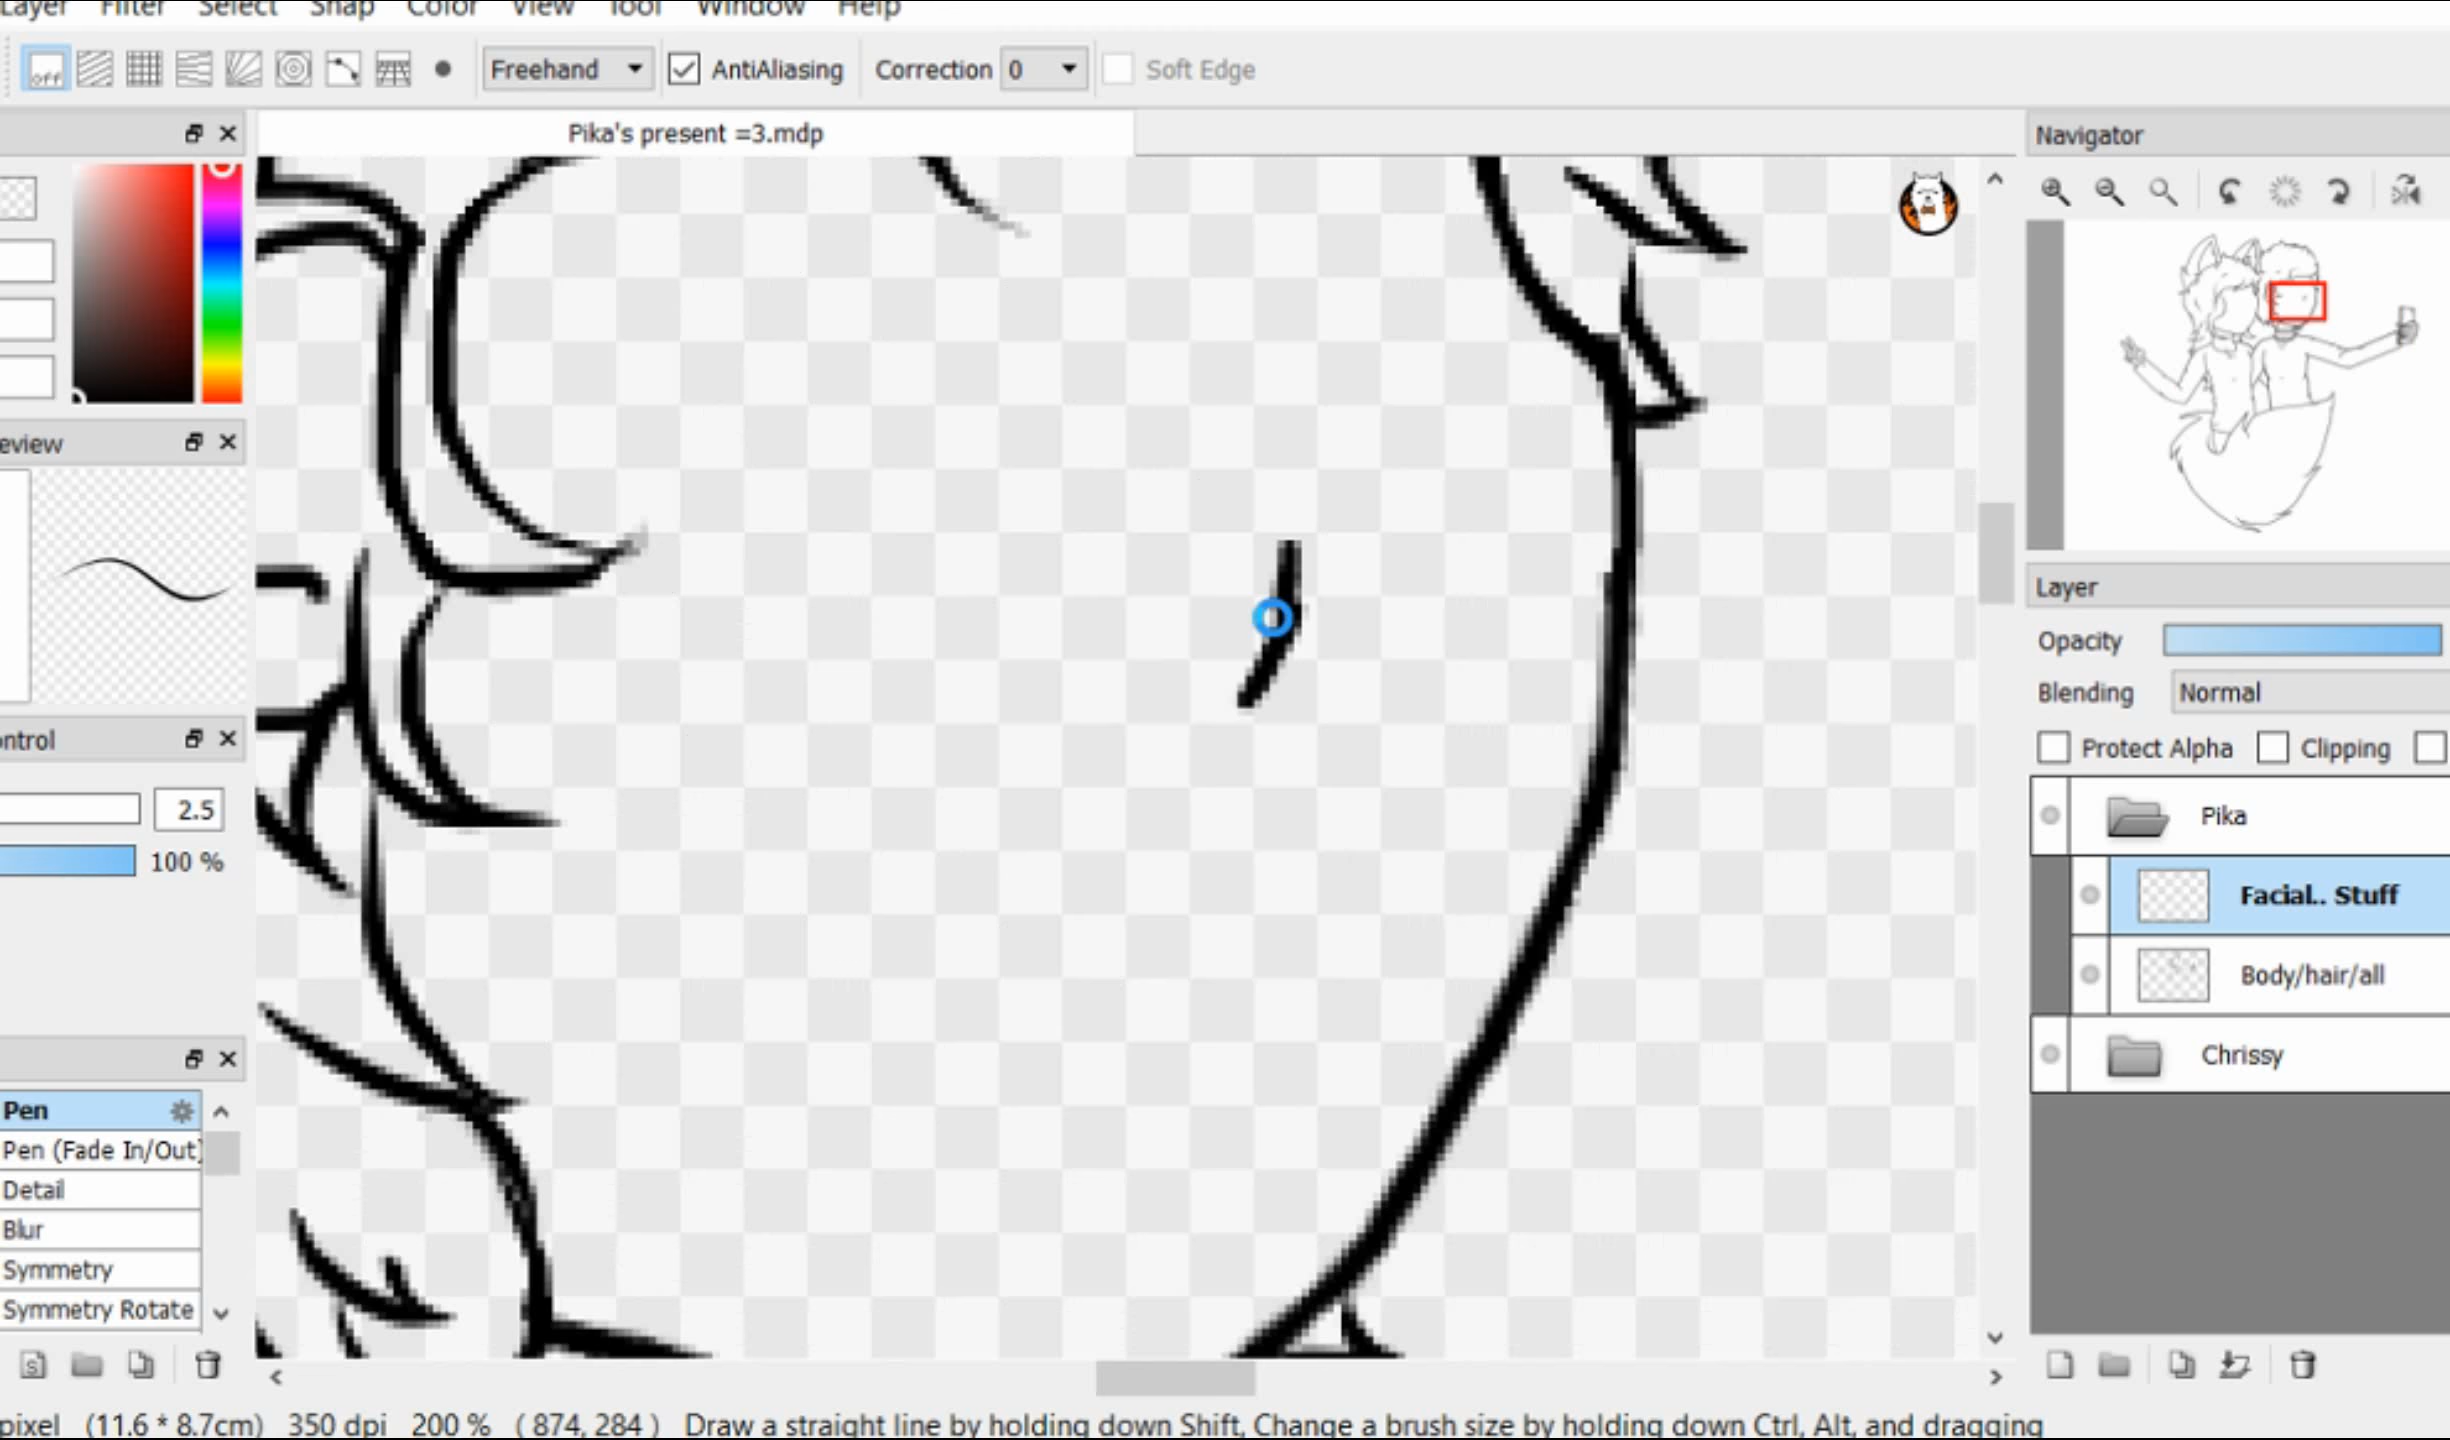 Layer Filter Select Snap Color View Tool Window Help
off Freehand AntiAliasing Correction 0 Soft Edge
Pika's present =3.mdp
Navigator
eview
ontrol
2.5
100 %
Pen
Pen (Fade In/Out)
Detail
Blur
Symmetry
Symmetry Rotate
Layer
Opacity
Blending Normal
Protect Alpha Clipping
Pika
Facial.. Stuff
Body/hair/all
Chrissy
pixel (11.6 * 8.7cm) 350 dpi 200 % ( 874, 284 ) Draw a straight line by holding down Shift, Change a brush size by holding down Ctrl, Alt, and dragging